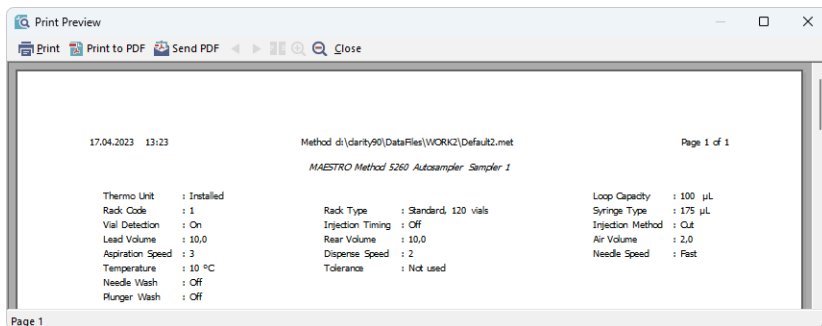 Print Preview
Print Print to PDF Send PDF Close
17.04.2023 13:23 Method d:\clarity90\DataFiles\WORK2\Default2.met Page 1 of 1
MAESTRO Method 5260 Autosampler Sampler 1
Thermo Unit : Installed Loop Capacity : 100 µL
Rack Code : 1 Rack Type : Standard, 120 vials Syringe Type : 175 µL
Vial Detection : On Injection Timing : Off Injection Method : Cut
Lead Volume : 10,0 Rear Volume : 10,0 Air Volume : 2,0
Aspiration Speed : 3 Dispense Speed : 2 Needle Speed : Fast
Temperature : 10 °C Tolerance : Not used
Needle Wash : Off
Plunger Wash : Off
Page 1